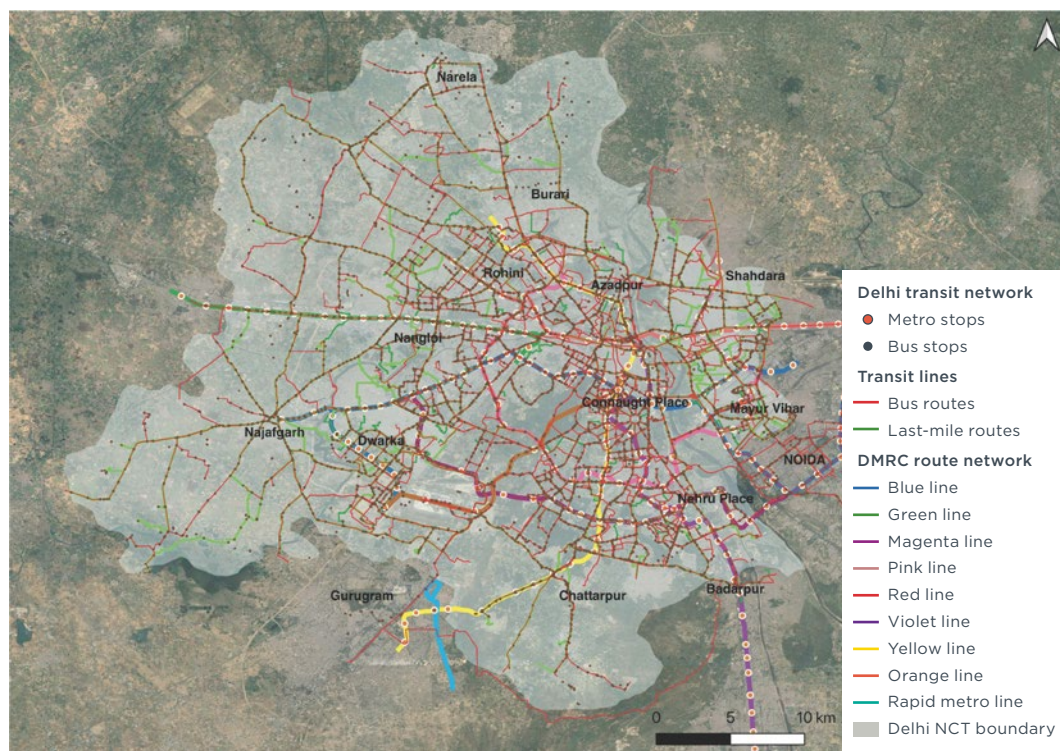 Narela
Burari
Rohini
Azadpur
Shahdara
Nangloi
Connaught Place
Mayur Vihar
Najafgarh
Dwarka
NOIDA
Nehru Place
Gurugram
Chattarpur
Badarpur
0 5 10 km
Delhi transit network
Metro stops
Bus stops
Transit lines
Bus routes
Last-mile routes
DMRC route network
Blue line
Green line
Magenta line
Pink line
Red line
Violet line
Yellow line
Orange line
Rapid metro line
Delhi NCT boundary